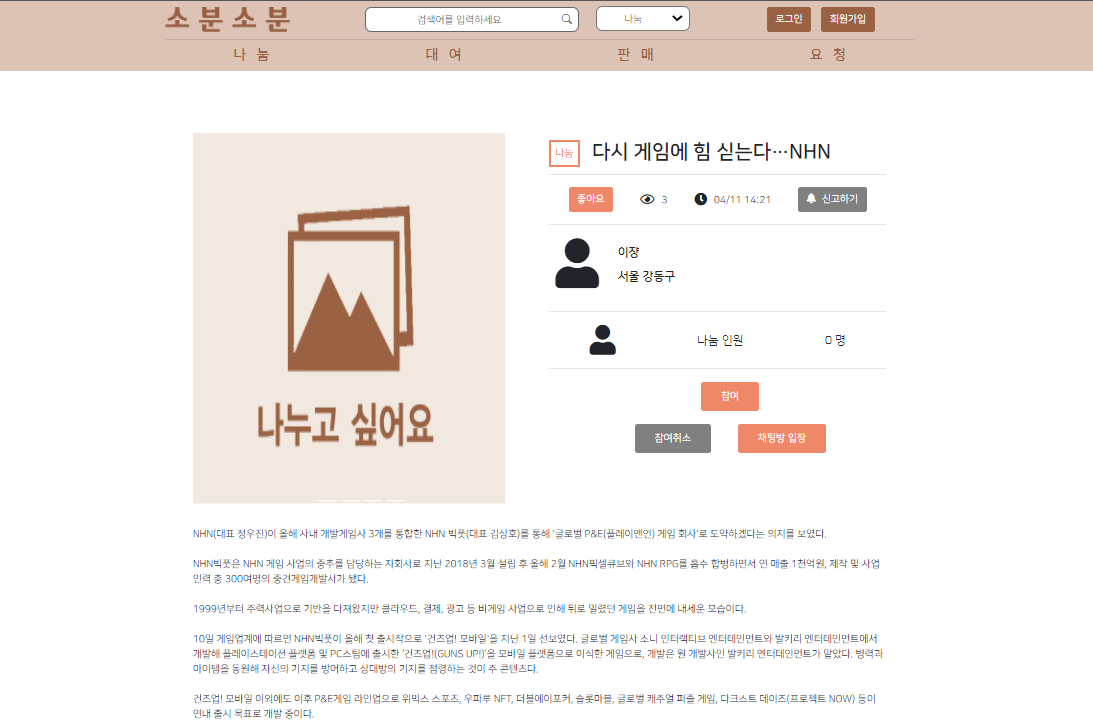 소분소분
검색어를 입력하세요
나눔
로그인
회원가입
나 눔
대 여
판 매
요 청
나누고 싶어요
나눔
다시 게임에 힘 싣는다…NHN
좋아요
3
04/11 14:21
신고하기
이쟝
서울 강동구
나눔 인원
명
참여
참여취소
채팅방 입장
NHN(대표 정우진)이 올해 사내 개발게임사 3개를 통합한 NHN 빅풋(대표 김상호)를 통해 '글로벌 P&E(플레이앤언) 게임 회사'로 도약하겠다는 의지를 보였다.
NHN빅풋은 NHN 게임 사업의 중추를 담당하는 자회사로 지난 2018년 3월 설립 후 올해 2월 NHN픽셀큐브와 NHN RPG를 흡수 합병하면서 연 매출 1천억원, 제작 및 사업
인력 총 300여명의 중견게임개발사가 됐다.
1999년부터 주력사업으로 기반을 다져왔지만 클라우드, 결제, 광고 등 비게임 사업으로 인해 뒤로 밀렸던 게임을 전면에 내세운 모습이다.
10일 게임업계에 따르면 NHN빅풋이 올해 첫 출시작으로 '건즈업! 모바일'을 지난 1일 선보였다. 글로벌 게임사 소니 인터랙티브 엔터테인먼트와 발키리 엔터테인먼트에서
개발해 플레이스테이션 플랫폼 및 PC스팀에 출시한 '건즈업!(GUNS UP!)'을 모바일 플랫폼으로 이식한 게임으로, 개발은 원 개발사인 발키리 엔터테인먼트가 맡았다. 병력과
아이템을 동원해 자신의 기지를 방어하고 상대방의 기지를 점령하는 것이 주 콘텐츠다.
건즈업! 모바일 이외에도 이후 P&E게임 라인업으로 위믹스 스포츠, 우파루 NFT, 더블에이포커, 슬롯마블, 글로벌 캐주얼 퍼즐 게임, 다크스트 데이즈(프로젝트 NOW) 등이
연내 출시 목표로 개발 중이다.